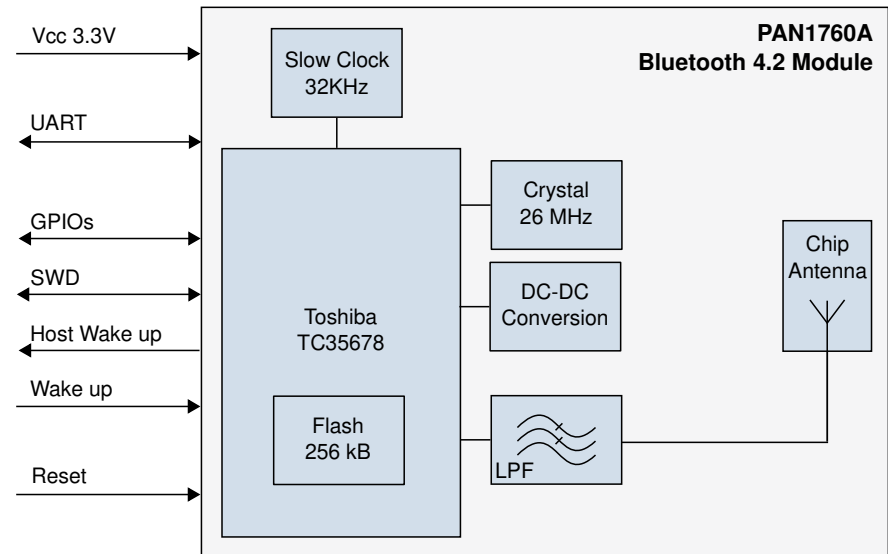 Vcc 3.3V
UART
GPIOs
SWD
Host Wake up
Wake up
Reset
PAN1760A
Bluetooth 4.2 Module
Slow Clock
32KHz
Crystal
26 MHz
DC-DC
Conversion
Toshiba
TC35678
Flash
256 kB
LPF
Chip
Antenna